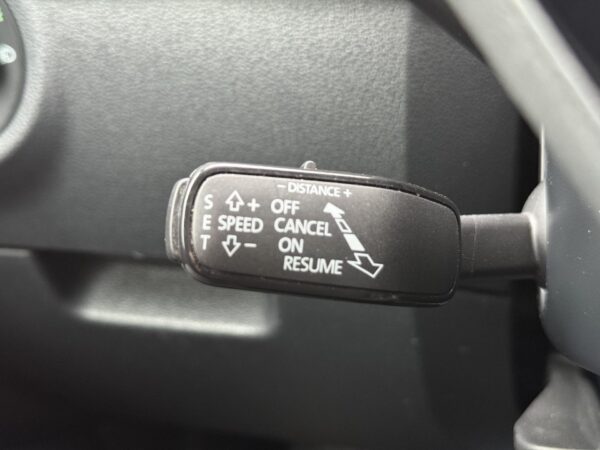 - DISTANCE +
S + OFF
E SPEED CANCEL
T - ON
RESUME